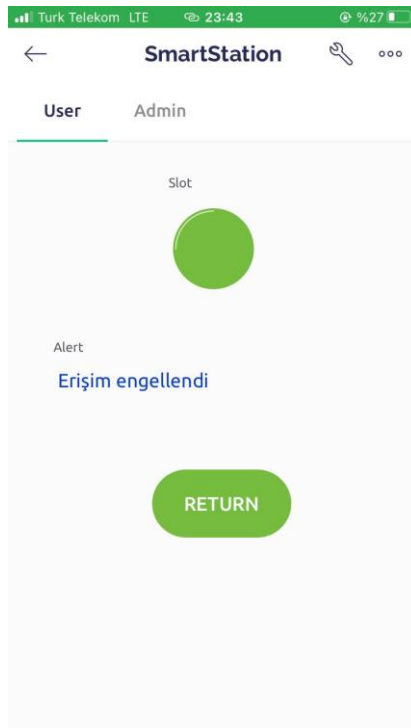 Turk Telekom LTE 23:43 %27
SmartStation
User Admin
Slot
Alert
Erişim engellendi
RETURN